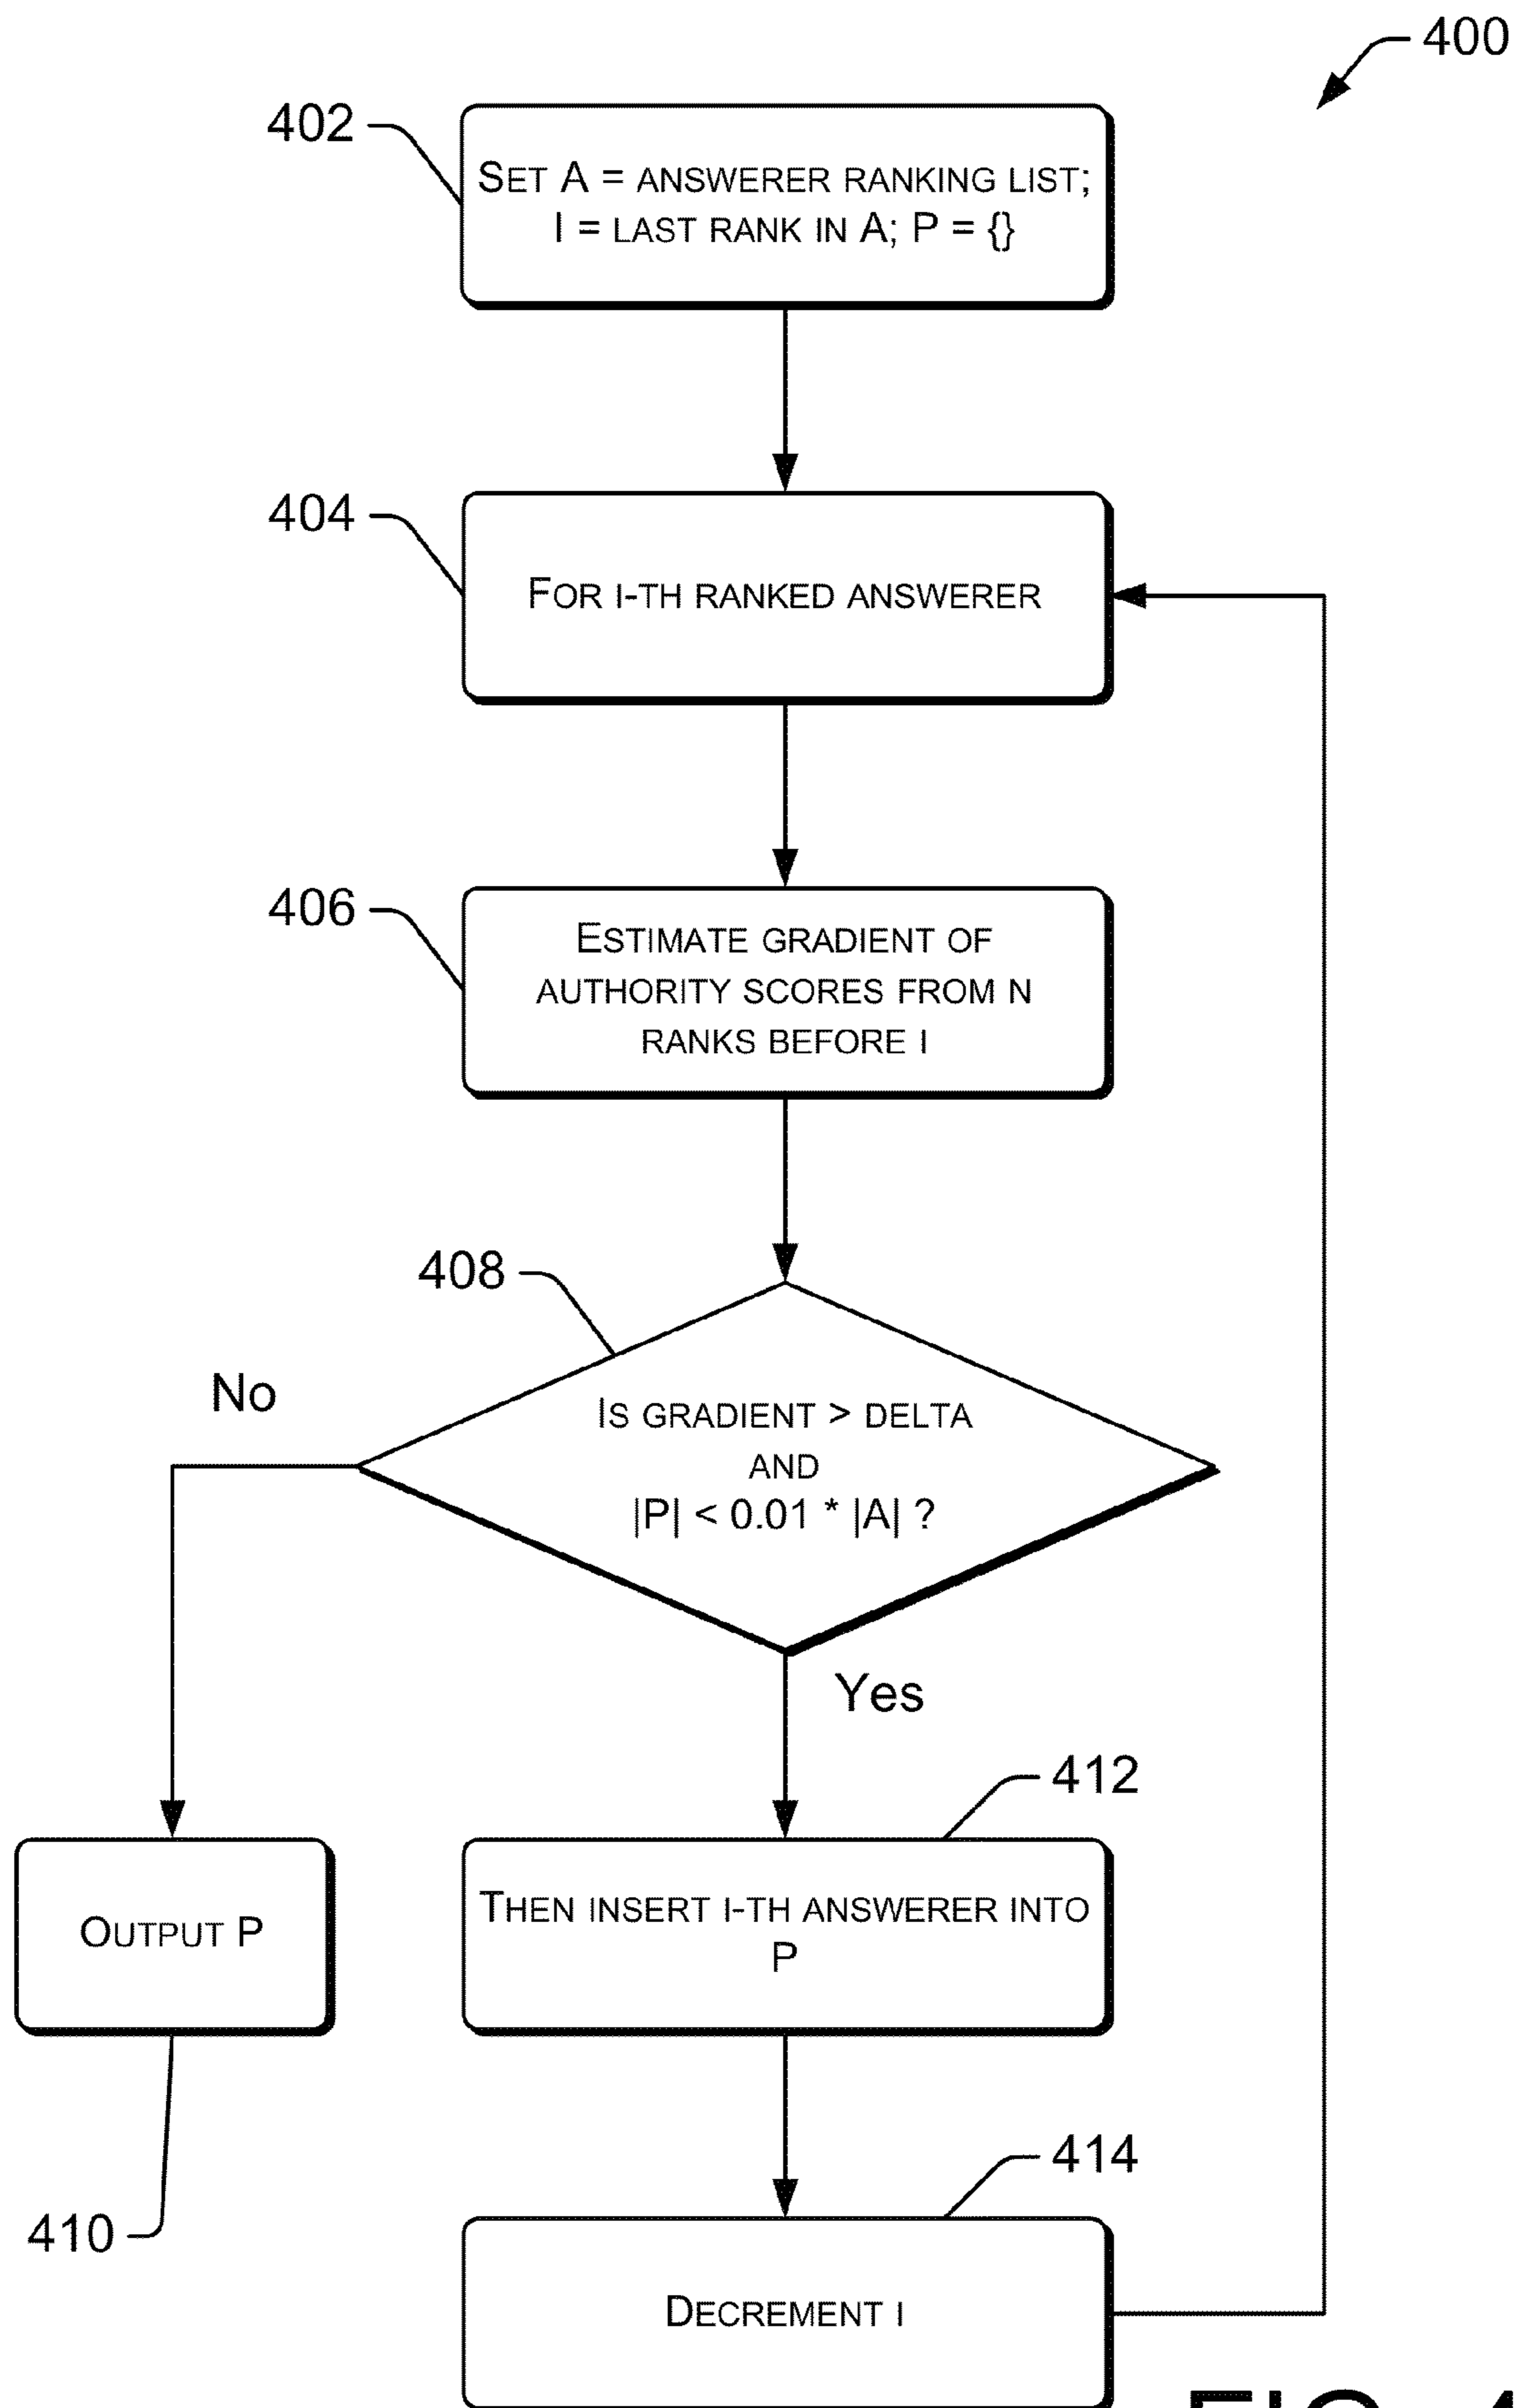 400
402
SET A = ANSWERER RANKING LIST;
I = LAST RANK IN A; P = {}
404
FOR I-TH RANKED ANSWERER
406
ESTIMATE GRADIENT OF
AUTHORITY SCORES FROM N
RANKS BEFORE I
408
No
IS GRADIENT > DELTA
AND
|P| < 0.01 * |A| ?
Yes
412
OUTPUT P
THEN INSERT I-TH ANSWERER INTO
P
414
410
DECREMENT I